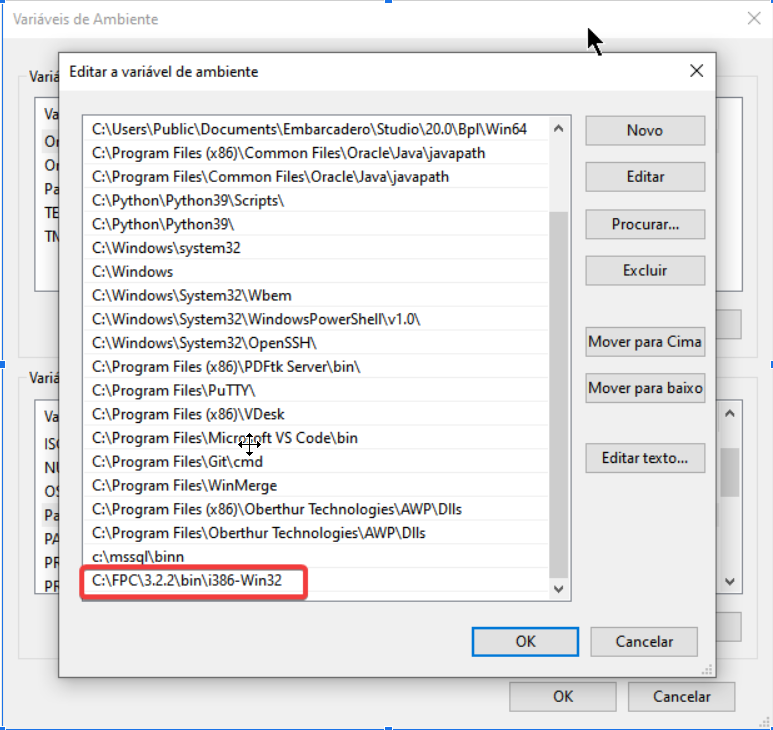 Variáveis de Ambiente
Editar a variável de ambiente
Variá
Va
Or
Or
Pa
TE
TN
C:\Users\Public\Documents\Embarcadero\Studio\20.0\Bpl\Win64
C:\Program Files (x86)\Common Files\Oracle\Java\javapath
C:\Program Files\Common Files\Oracle\Java\javapath
C:\Python\Python39\Scripts\
C:\Python\Python39\
C:\Windows\system32
C:\Windows
C:\Windows\System32\Wbem
C:\Windows\System32\WindowsPowerShell\v1.0\
C:\Windows\System32\OpenSSH\
C:\Program Files (x86)\PDFtk Server\bin\
C:\Program Files\PuTTY\
C:\Program Files (x86)\VDesk
C:\Program Files\Microsoft VS Code\bin
C:\Program Files\Git\cmd
C:\Program Files\WinMerge
C:\Program Files (x86)\Oberthur Technologies\AWP\Dlls
C:\Program Files\Oberthur Technologies\AWP\Dlls
c:\mssql\binn
C:\FPC\3.2.2\bin\i386-Win32
Novo
Editar
Procurar...
Excluir
Mover para Cima
Mover para baixo
Editar texto...
Variá
Va
ISC
NU
OS
Pa
PA
PR
PR
OK
Cancelar
OK
Cancelar